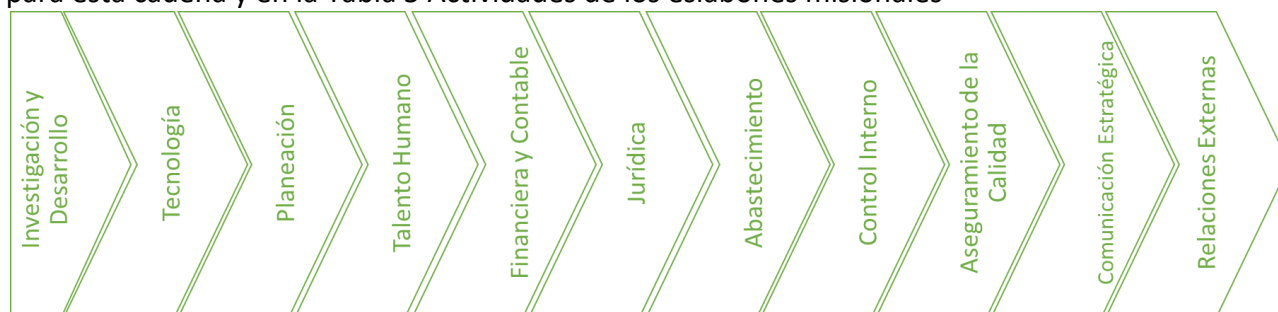 para esta cadena y en la Tabla 3 Actividades de los eslabones misionales
Investigación y
Desarrollo
Tecnología
Planeación
Talento Humano
Financiera y Contable
Jurídica
Abastecimiento
Control Interno
Aseguramiento de la
Calidad
Comunicación Estratégica
Relaciones Externas